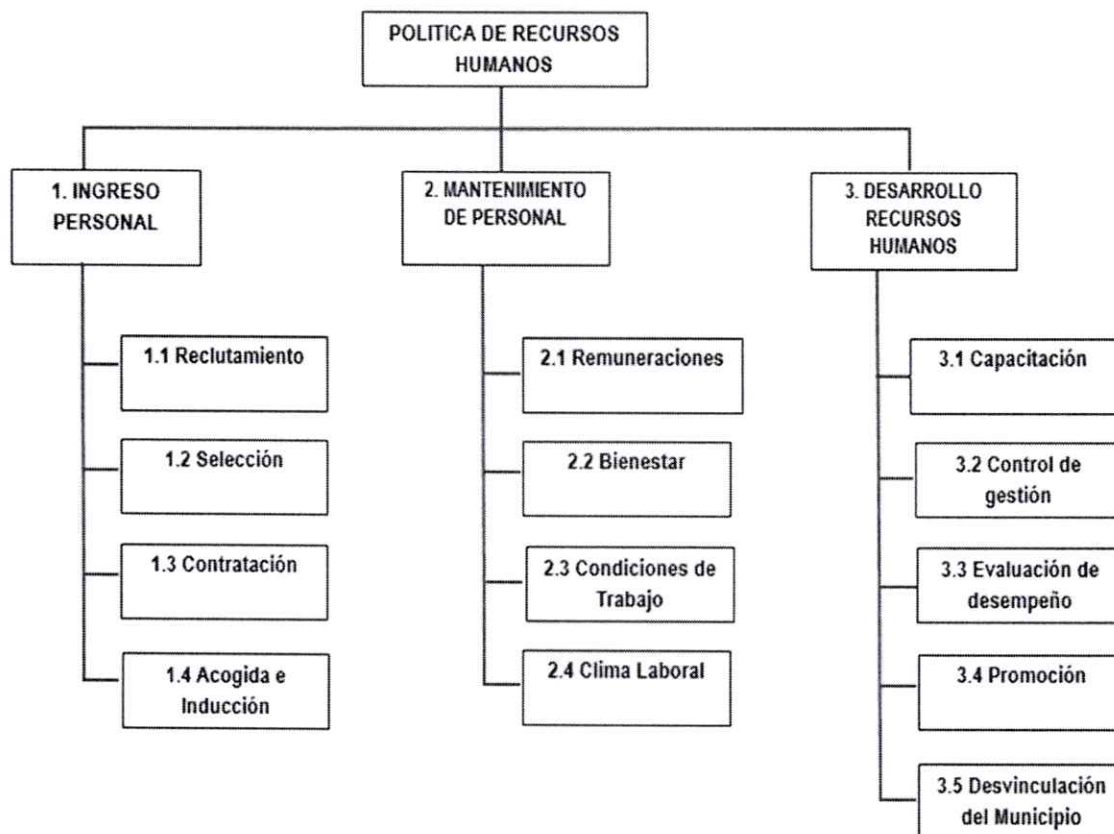 POLITICA DE RECURSOS
HUMANOS
1. INGRESO
PERSONAL
1.1 Reclutamiento
1.2 Selección
1.3 Contratación
1.4 Acogida e
Inducción
2. MANTENIMIENTO
DE PERSONAL
2.1 Remuneraciones
2.2 Bienestar
2.3 Condiciones de
Trabajo
2.4 Clima Laboral
3. DESARROLLO
RECURSOS
HUMANOS
3.1 Capacitación
3.2 Control de
gestión
3.3 Evaluación de
desempeño
3.4 Promoción
3.5 Desvinculación
del Municipio